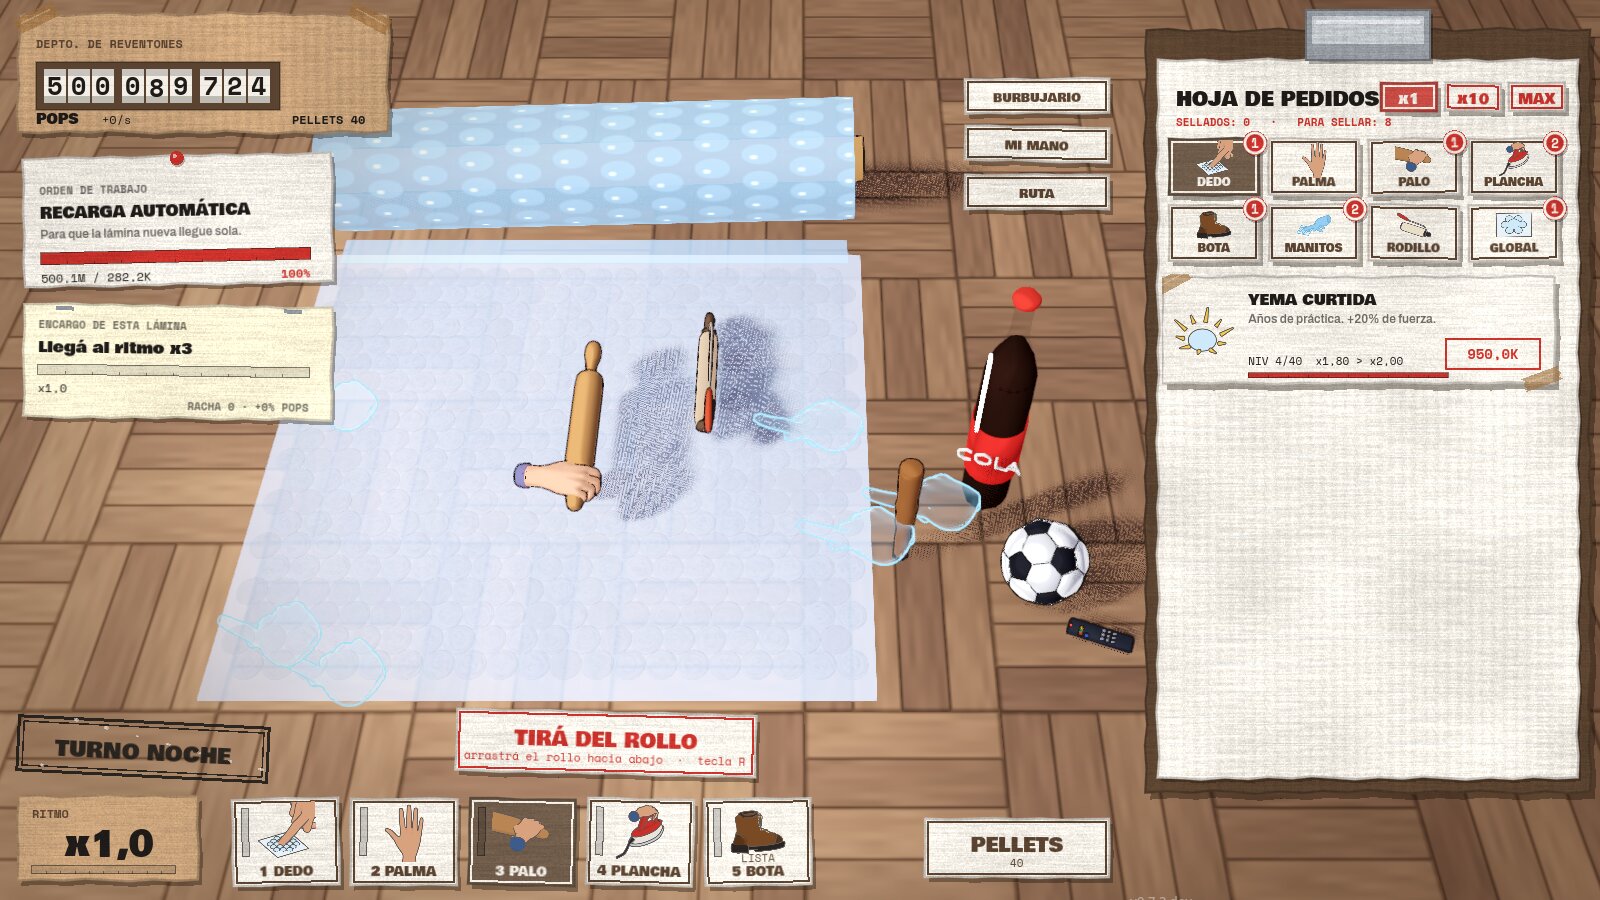 DEPTO. DE REVENTONES
500 089 724
POPS +0/s PELLETS 40
ORDEN DE TRABAJO
RECARGA AUTOMÁTICA
Para que la lámina nueva llegue sola.
500.1M / 282.2K 100%
ENCARGO DE ESTA LÁMINA
Llegá al ritmo x3
x1,0
RACHA 0 · +0% POPS
BURBUJARIO
MI MANO
RUTA
HOJA DE PEDIDOS x1 x10 MAX
SELLADOS: 0 · PARA SELLAR: 8
1 1 2
DEDO PALMA PALO PLANCHA
1 2 1
BOTA MANITOS RODILLO GLOBAL
YEMA CURTIDA
Años de práctica. +20% de fuerza.
NIV 4/40 x1,80 > x2,00 950,0K
COLA
TURNO NOCHE
TIRÁ DEL ROLLO
arrastrá el rollo hacia abajo · tecla R
RITMO
x1,0
1 DEDO
2 PALMA
3 PALO
4 PLANCHA
LISTA
5 BOTA
PELLETS
40